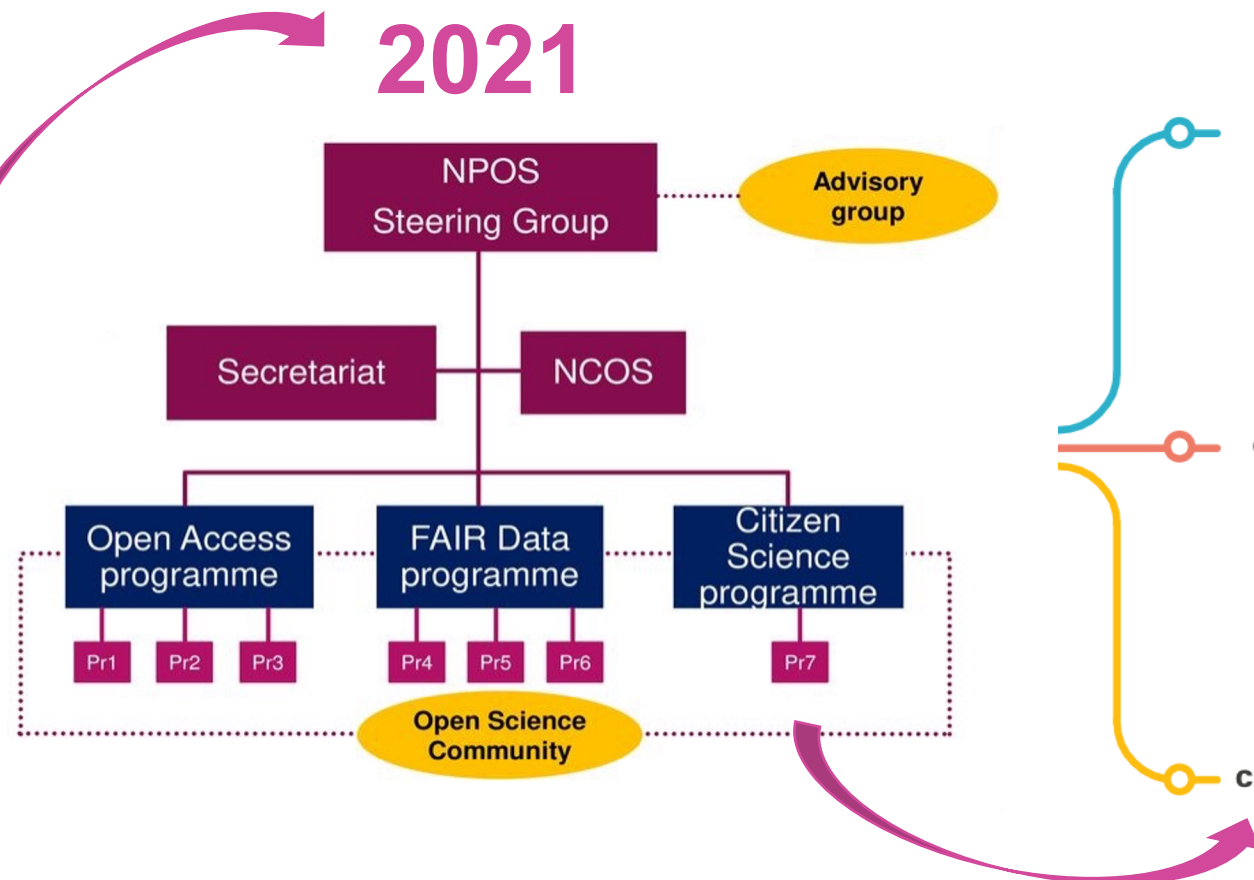 2021
NPOS
Steering Group
Advisory
group
Secretariat
NCOS
Open Access
programme
FAIR Data
programme
Citizen
Science
programme
Pr1
Pr2
Pr3
Pr4
Pr5
Pr6
Pr7
Open Science
Community